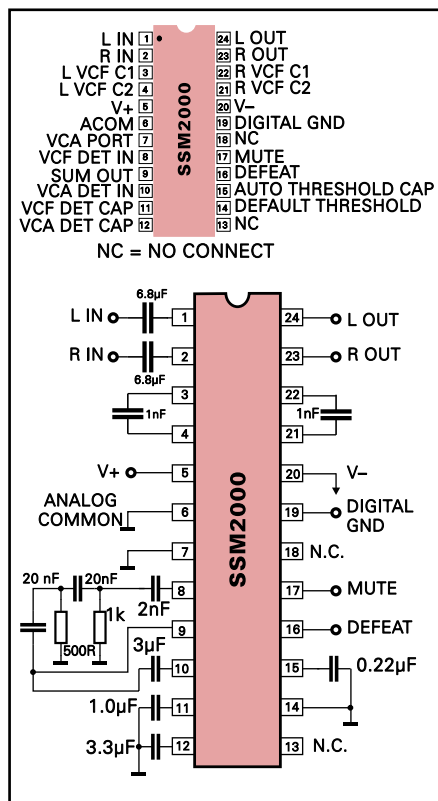 L IN 1 24 L OUT
R IN 2 23 R OUT
L VCF C1 3 22 R VCF C1
L VCF C2 4 21 R VCF C2
V+ 5 20 V–
ACOM 6 19 DIGITAL GND
VCA PORT 7 18 NC
VCF DET IN 8 17 MUTE
SUM OUT 9 16 DEFEAT
VCA DET IN 10 15 AUTO THRESHOLD CAP
VCF DET CAP 11 14 DEFAULT THRESHOLD
VCA DET CAP 12 13 NC
SSM2000
NC = NO CONNECT
6.8µF
L IN 1 24 L OUT
R IN 2 23 R OUT
6.8µF
3 22
1nF 1nF
4 21
V+ 5 20 V–
ANALOG
COMMON 6 19 DIGITAL
GND
7 18 N.C.
SSM2000
20 nF 20nF
2nF 8 17 MUTE
500R 1k
9 16 DEFEAT
3µF 10 15 0.22µF
1.0µF 11 14
3.3µF 12 13 N.C.